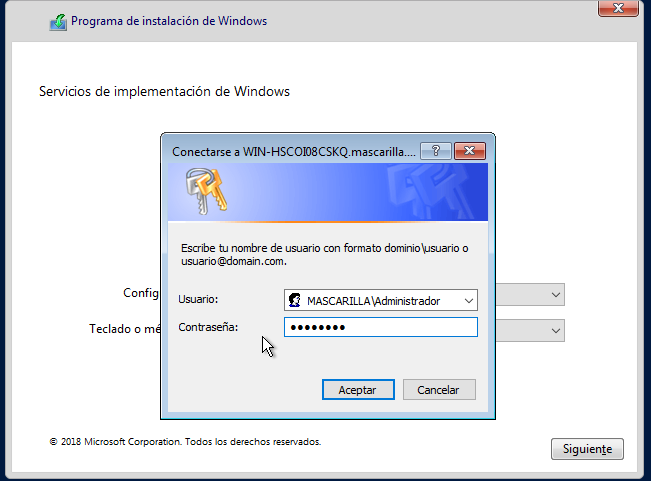 Programa de instalación de Windows
Servicios de implementación de Windows
Conectarse a WIN-HSCOI08CSKQ.mascarilla....
Escribe tu nombre de usuario con formato dominio\usuario o
usuario@domain.com.
Config
Usuario:
MASCARILLA\Administrador
Teclado o mé
Contraseña:
••••••••
Aceptar
Cancelar
© 2018 Microsoft Corporation. Todos los derechos reservados.
Siguiente